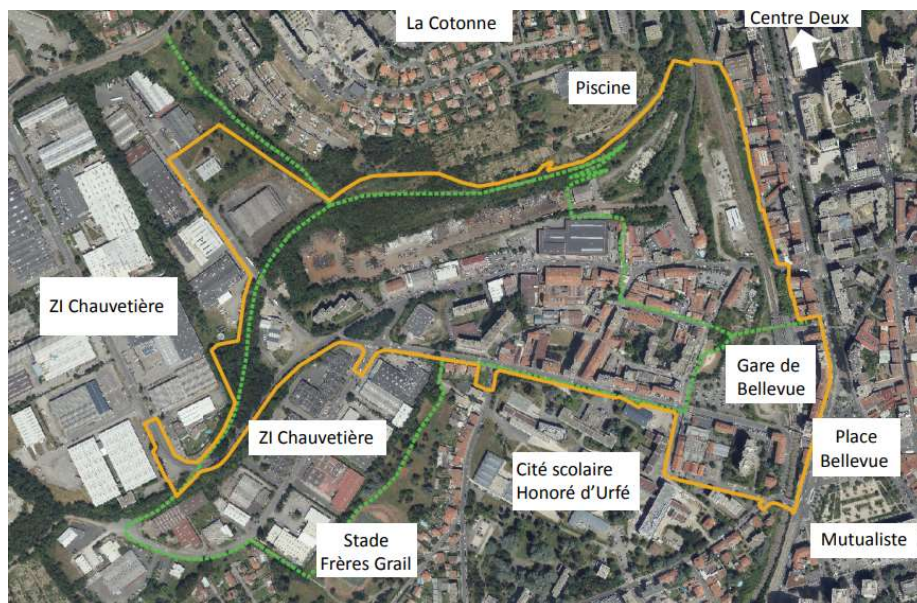 La Cotonne
Centre Deux
Piscine
ZI Chauvetière
Gare de
Bellevue
ZI Chauvetière
Place
Bellevue
Cité scolaire
Honoré d’Urfé
Stade
Frères Grail
Mutualiste